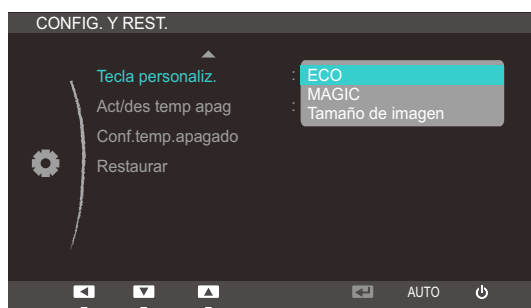 CONFIG. Y REST.
Tecla personaliz. : ECO
MAGIC
Act/des temp apag : Tamaño de imagen
Conf.temp.apagado
Restaurar
AUTO